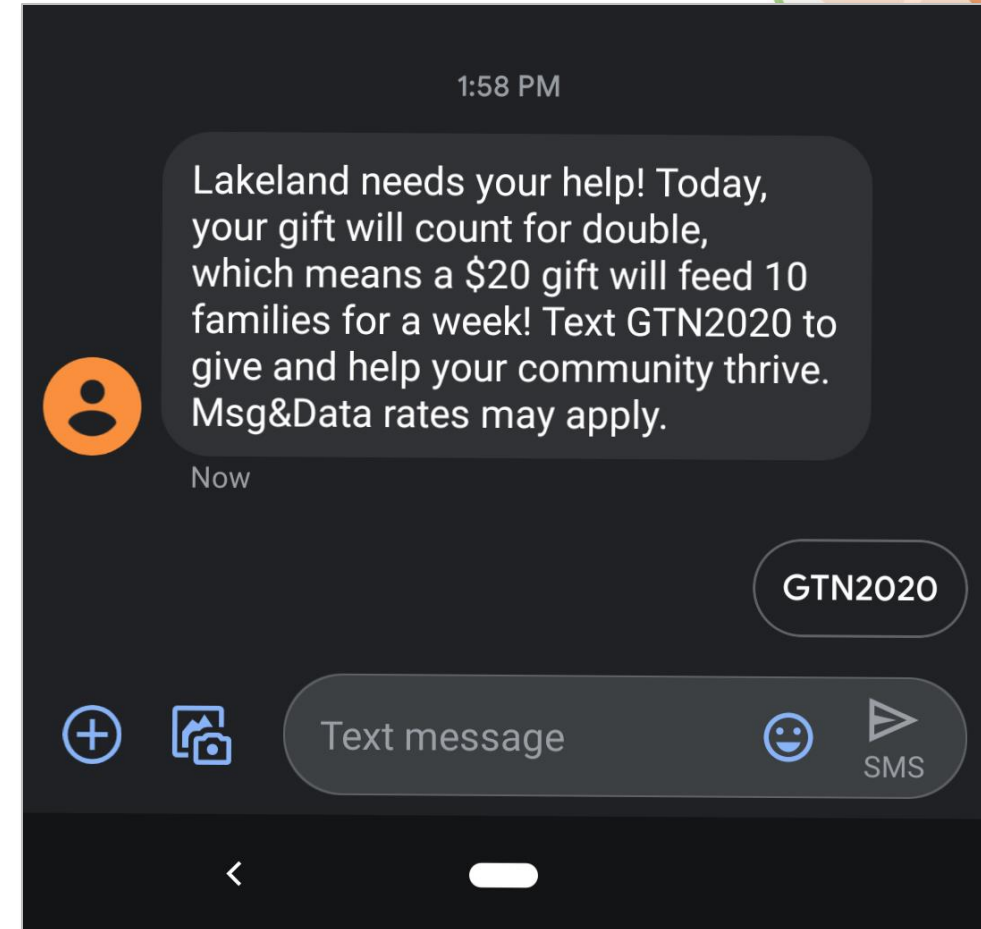 1:58 PM
Lakeland needs your help! Today,
your gift will count for double,
which means a $20 gift will feed 10
families for a week! Text GTN2020 to
give and help your community thrive.
Msg&Data rates may apply.
Now
GTN2020
Text message
SMS